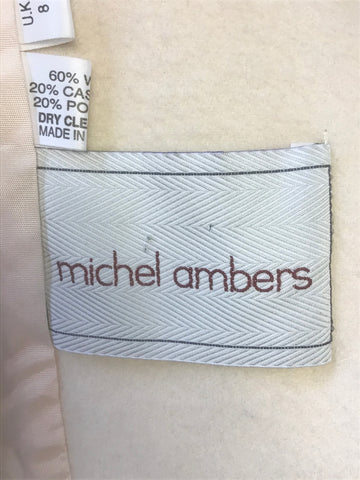 U.K
8
60% W
20% CAS
20% PO
DRY CLE
MADE IN
michel ambers